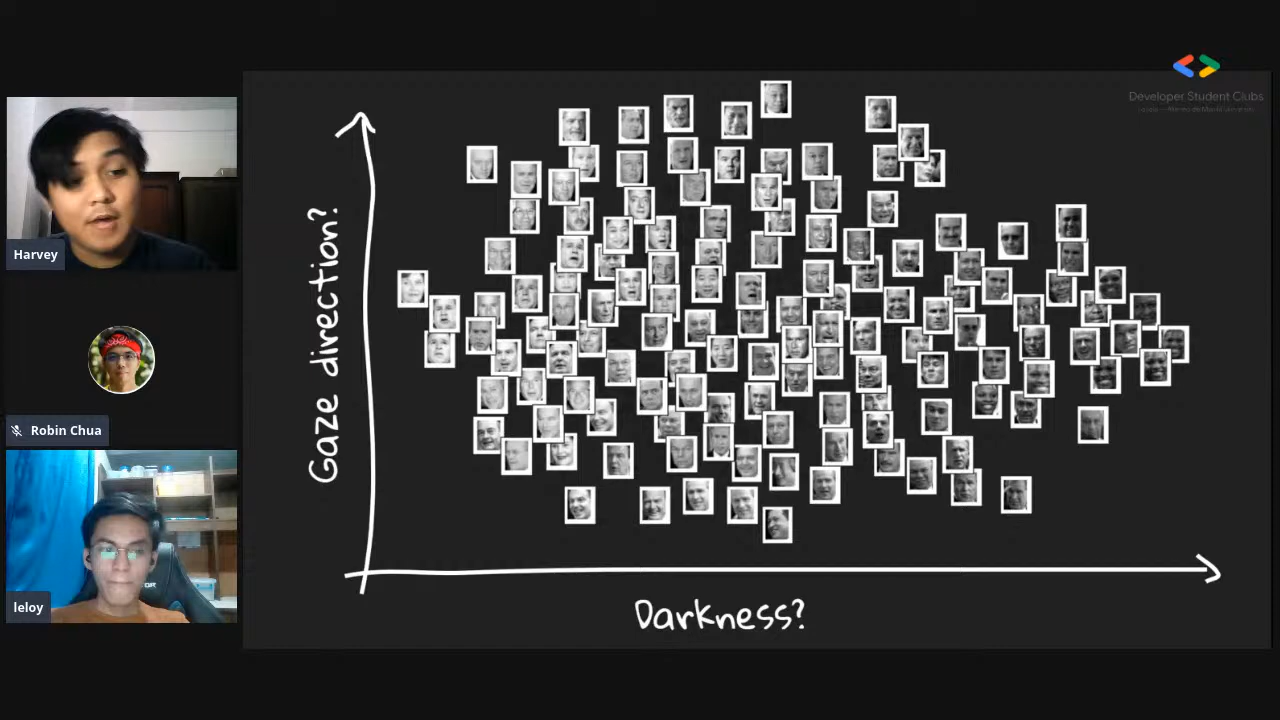 Developer Student Clubs
Gaze direction?
Harvey
Robin Chua
leloy
Darkness?